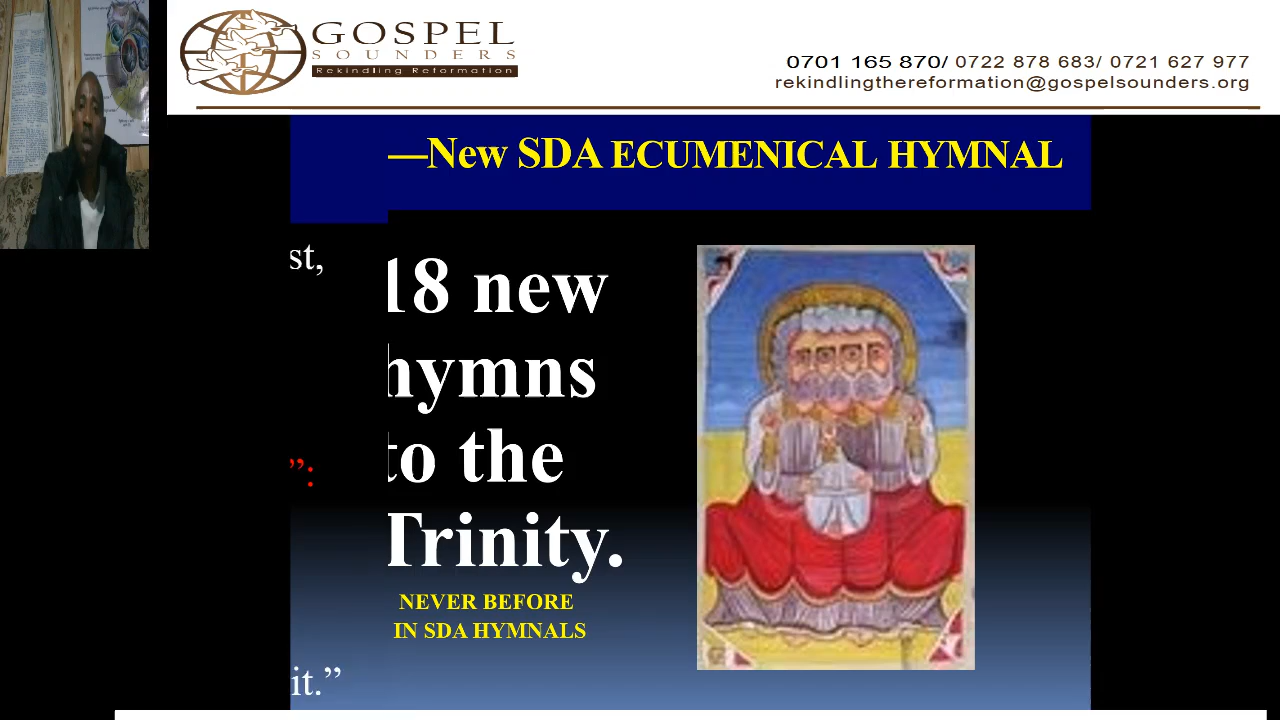 GOSPEL
SOUNDERS
Rekindling Reformation
0701 165 870/ 0722 878 683/ 0721 627 977
rekindlingthereformation@gospelsounders.org
—New SDA ECUMENICAL HYMNAL
st,
18 new
hymns
to the
”:
Trinity.
NEVER BEFORE
IN SDA HYMNALS
it.”